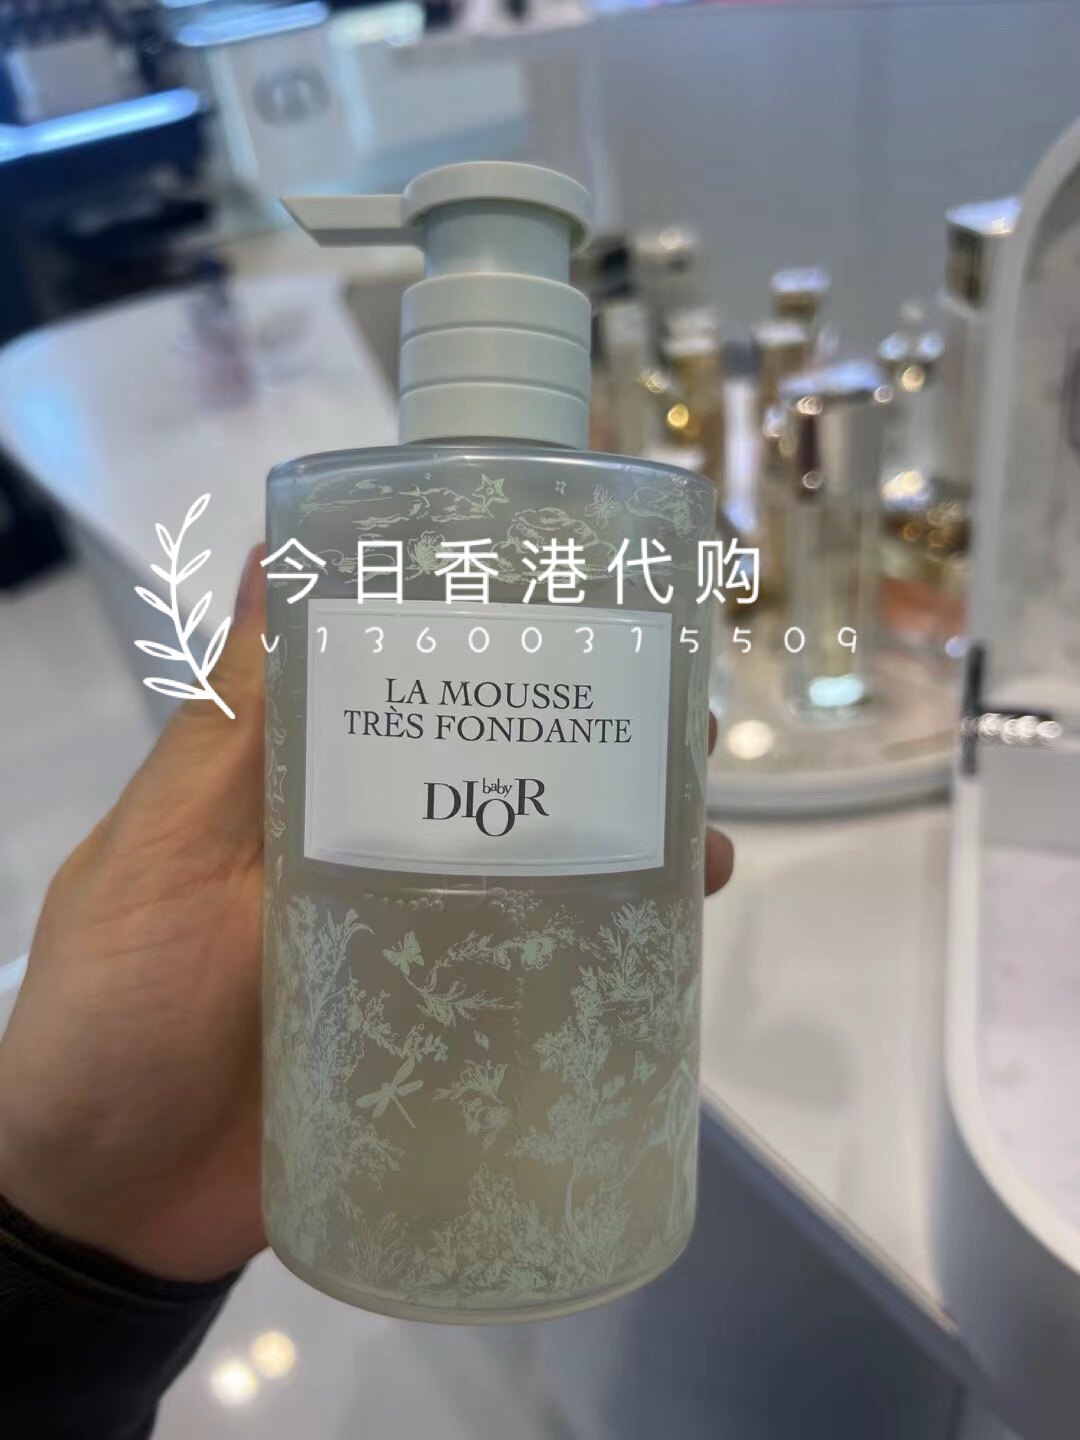 今日香港代购
v13600315509
LA MOUSSE
TRÈS FONDANTE
baby
DIOR